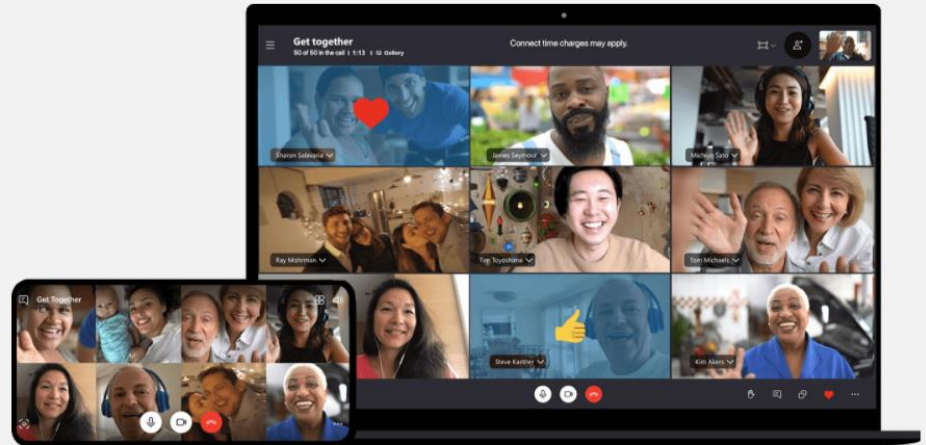 Get together
50 of 50 in the call | 1:13 | Gallery
Connect time charges may apply.
Sharon Salavaria
James Seymour
Michiyo Sato
Ray Mohrman
Tim Toyoshima
Tom Michaels
Steve Kastner
Kim Akers
Get Together